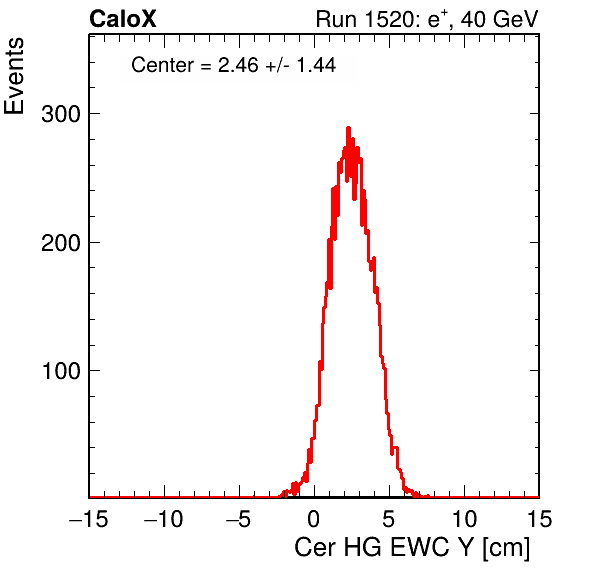 CaloX Run 1520: e⁺, 40 GeV
Center = 2.46 +/- 1.44
Events
300
200
100
−15 −10 −5 0 5 10 15
Cer HG EWC Y [cm]